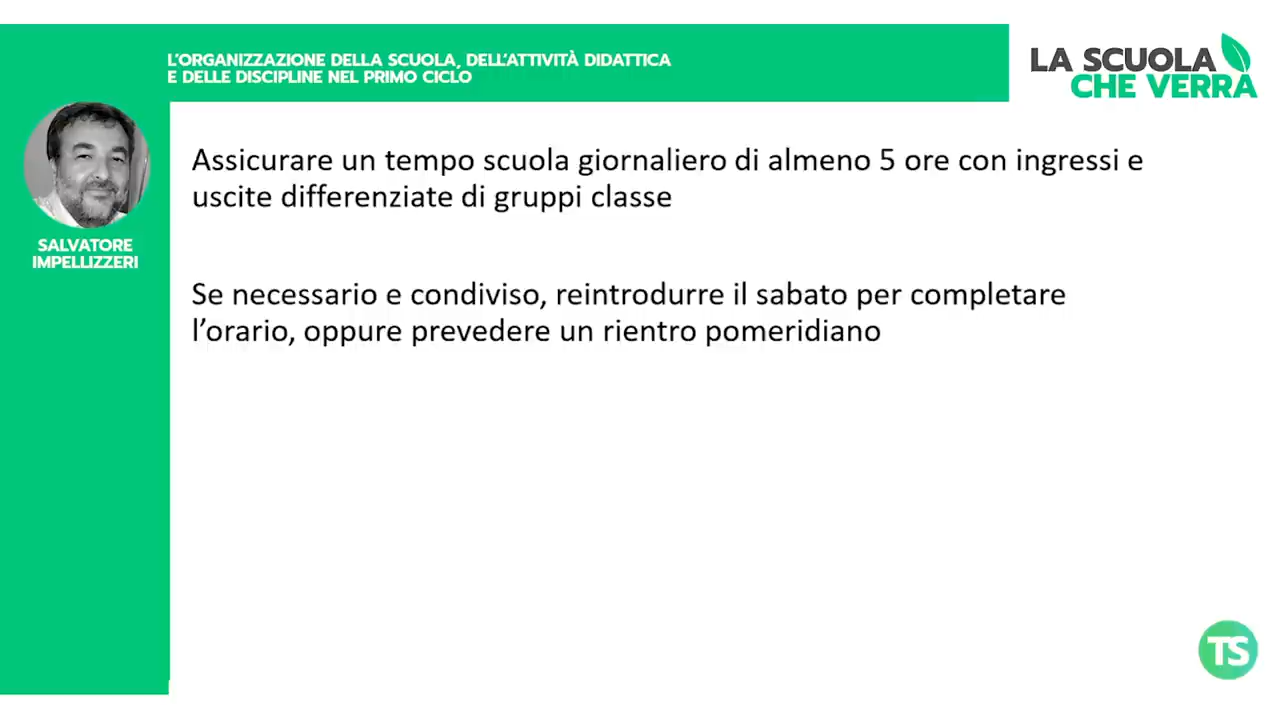 L'ORGANIZZAZIONE DELLA SCUOLA, DELL'ATTIVITÀ DIDATTICA
E DELLE DISCIPLINE NEL PRIMO CICLO
LA SCUOLA
CHE VERRÀ
SALVATORE
IMPELLIZZERI
Assicurare un tempo scuola giornaliero di almeno 5 ore con ingressi e
uscite differenziate di gruppi classe
Se necessario e condiviso, reintrodurre il sabato per completare
l’orario, oppure prevedere un rientro pomeridiano
TS